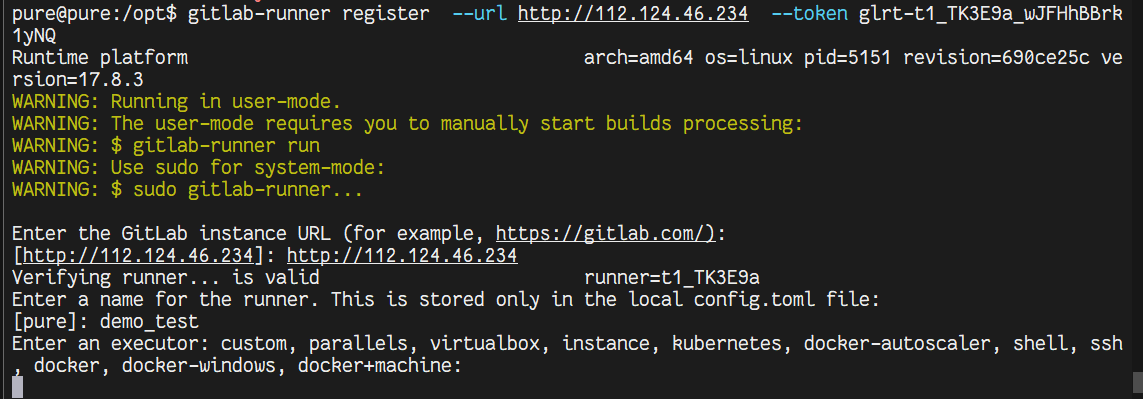 pure@pure:/opt$ gitlab-runner register  --url http://112.124.46.234  --token glrt-t1_TK3E9a_wJFHhBBrk
1yNQ
Runtime platform                                    arch=amd64 os=linux pid=5151 revision=690ce25c ve
rsion=17.8.3
WARNING: Running in user-mode.
WARNING: The user-mode requires you to manually start builds processing:
WARNING: $ gitlab-runner run
WARNING: Use sudo for system-mode:
WARNING: $ sudo gitlab-runner...
Enter the GitLab instance URL (for example, https://gitlab.com/):
[http://112.124.46.234]: http://112.124.46.234
Verifying runner... is valid                        runner=t1_TK3E9a
Enter a name for the runner. This is stored only in the local config.toml file:
[pure]: demo_test
Enter an executor: custom, parallels, virtualbox, instance, kubernetes, docker-autoscaler, shell, ssh
, docker, docker-windows, docker+machine: